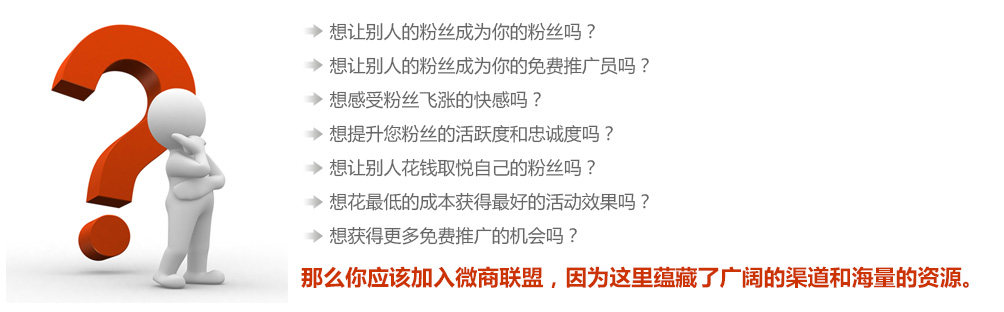 想让别人的粉丝成为你的粉丝吗？
想让别人的粉丝成为你的免费推广员吗？
想感受粉丝飞涨的快感吗？
想提升您粉丝的活跃度和忠诚度吗？
想让别人花钱取悦自己的粉丝吗？
想花最低的成本获得最好的活动效果吗？
想获得更多免费推广的机会吗？
那么你应该加入微商联盟，因为这里蕴藏了广阔的渠道和海量的资源。